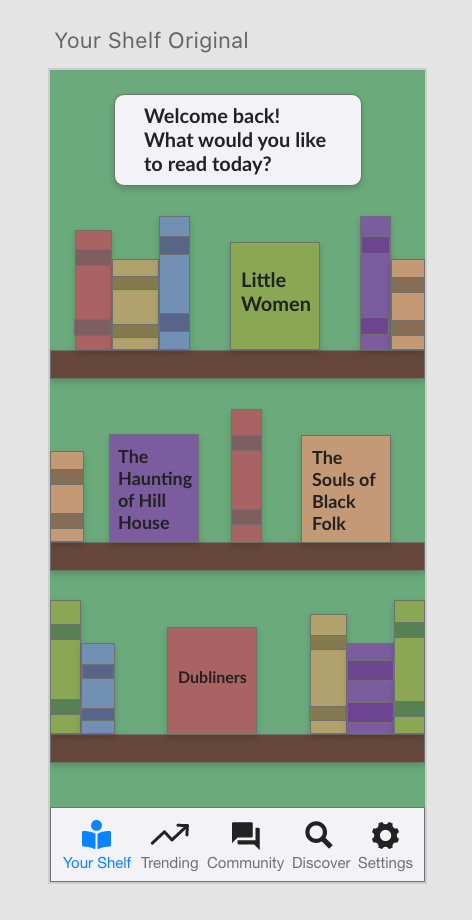 Your Shelf Original
Welcome back!
What would you like
to read today?
Little
Women
The
Haunting
of Hill
House
The
Souls of
Black
Folk
Dubliners
Your Shelf
Trending
Community
Discover
Settings